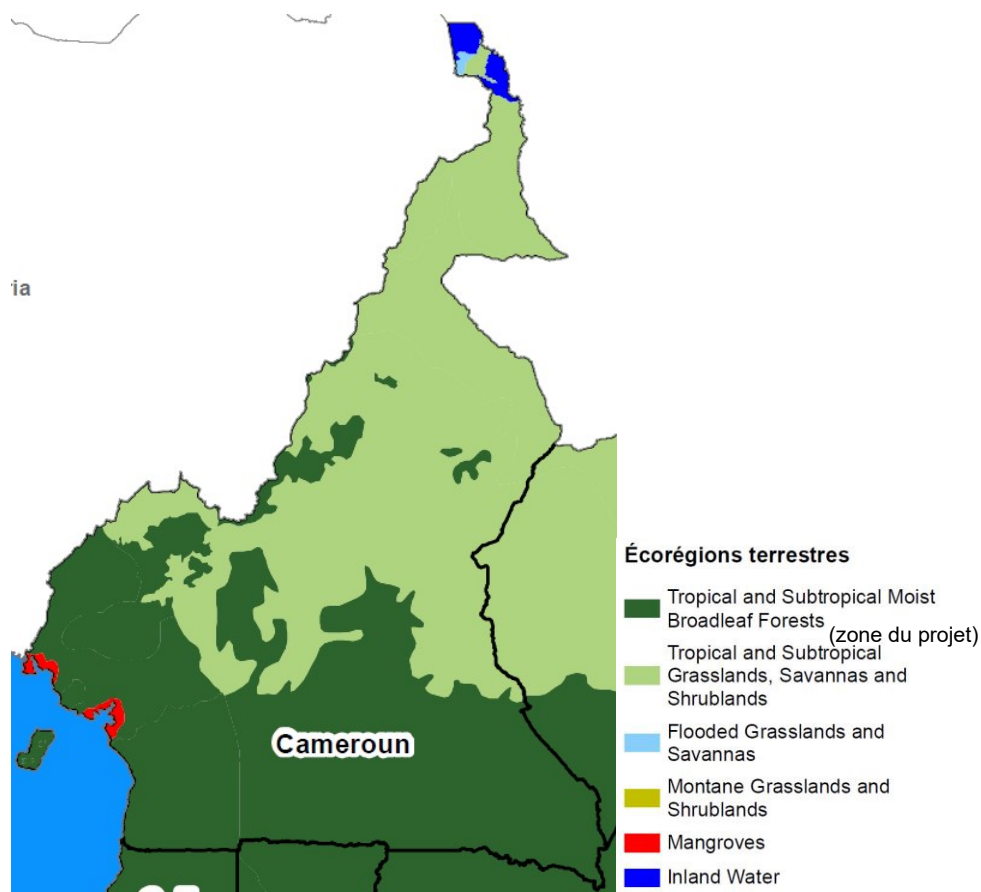 ria
Cameroun
Écorégions terrestres
Tropical and Subtropical Moist
Broadleaf Forests
(zone du projet)
Tropical and Subtropical
Grasslands, Savannas and
Shrublands
Flooded Grasslands and
Savannas
Montane Grasslands and
Shrublands
Mangroves
Inland Water